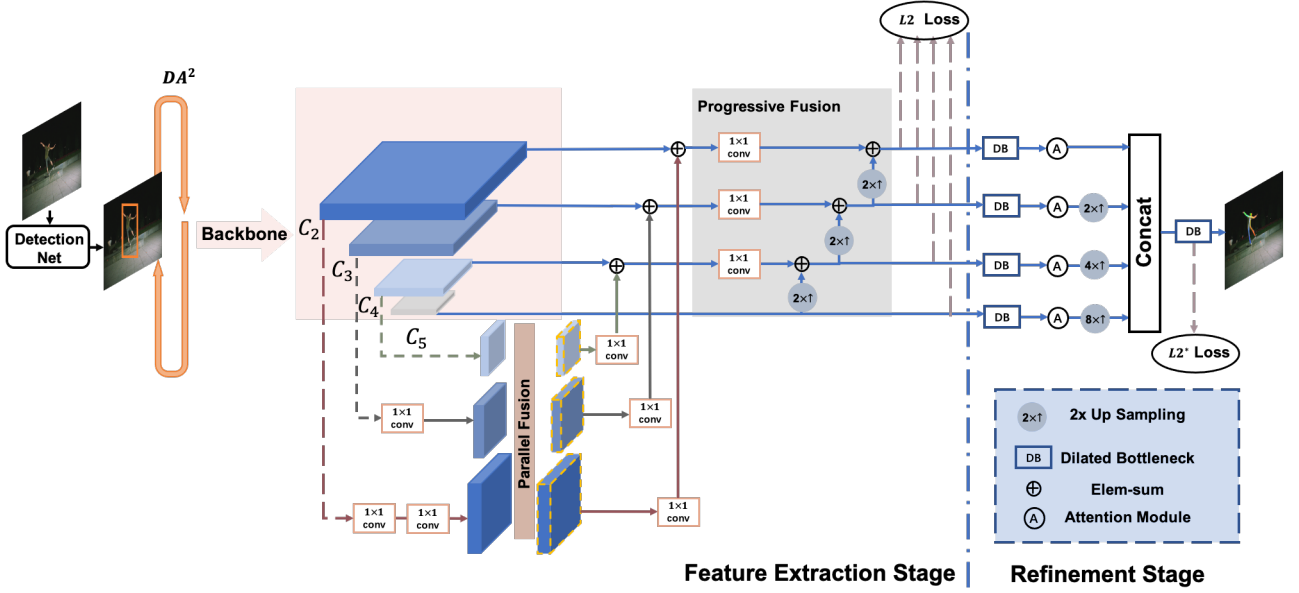 DA²
L2 Loss
Progressive Fusion
Detection
Net
Backbone
C₂
C₃
C₄
C₅
1×1
conv
1×1
conv
1×1
conv
2×↑
2×↑
2×↑
DB
A
DB
A
2×↑
DB
A
4×↑
DB
A
8×↑
Concat
DB
L2* Loss
Parallel Fusion
1×1
conv
1×1
conv
1×1
conv
1×1
conv
1×1
conv
1×1
conv
2×↑ 2x Up Sampling
DB Dilated Bottleneck
⊕ Elem-sum
A Attention Module
Feature Extraction Stage
Refinement Stage